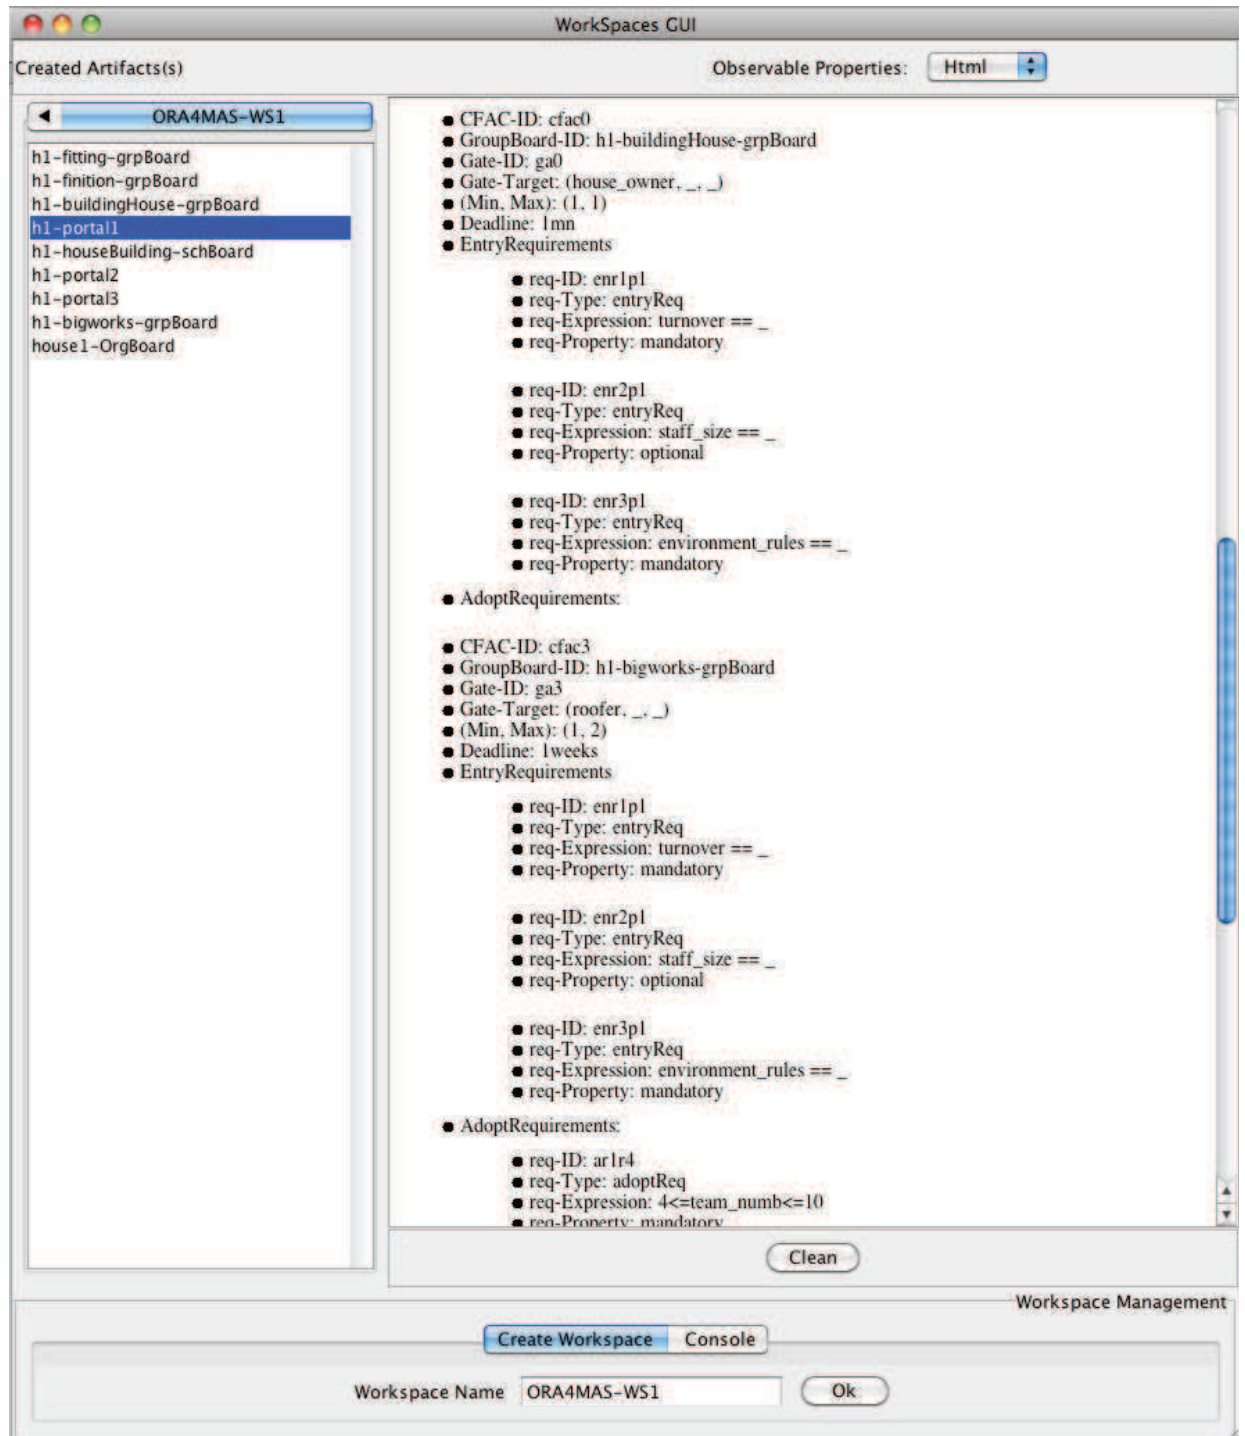 WorkSpaces GUI
Created Artifacts(s)
Observable Properties: Html
ORA4MAS-WS1
h1-fitting-grpBoard
h1-finition-grpBoard
h1-buildingHouse-grpBoard
h1-portal1
h1-houseBuilding-schBoard
h1-portal2
h1-portal3
h1-bigworks-grpBoard
house1-OrgBoard
CFAC-ID: cfac0
GroupBoard-ID: h1-buildingHouse-grpBoard
Gate-ID: ga0
Gate-Target: (house_owner, _, _)
(Min, Max): (1, 1)
Deadline: 1mn
EntryRequirements
req-ID: enr1p1
req-Type: entryReq
req-Expression: turnover == _
req-Property: mandatory
req-ID: enr2p1
req-Type: entryReq
req-Expression: staff_size == _
req-Property: optional
req-ID: enr3p1
req-Type: entryReq
req-Expression: environment_rules == _
req-Property: mandatory
AdoptRequirements:
CFAC-ID: cfac3
GroupBoard-ID: h1-bigworks-grpBoard
Gate-ID: ga3
Gate-Target: (roofer, _, _)
(Min, Max): (1, 2)
Deadline: 1weeks
EntryRequirements
req-ID: enr1p1
req-Type: entryReq
req-Expression: turnover == _
req-Property: mandatory
req-ID: enr2p1
req-Type: entryReq
req-Expression: staff_size == _
req-Property: optional
req-ID: enr3p1
req-Type: entryReq
req-Expression: environment_rules == _
req-Property: mandatory
AdoptRequirements:
req-ID: ar1r4
req-Type: adoptReq
req-Expression: 4<=team_numb<=10
req-Property: mandatory
Clean
Workspace Management
Create Workspace Console
Workspace Name ORA4MAS-WS1 Ok